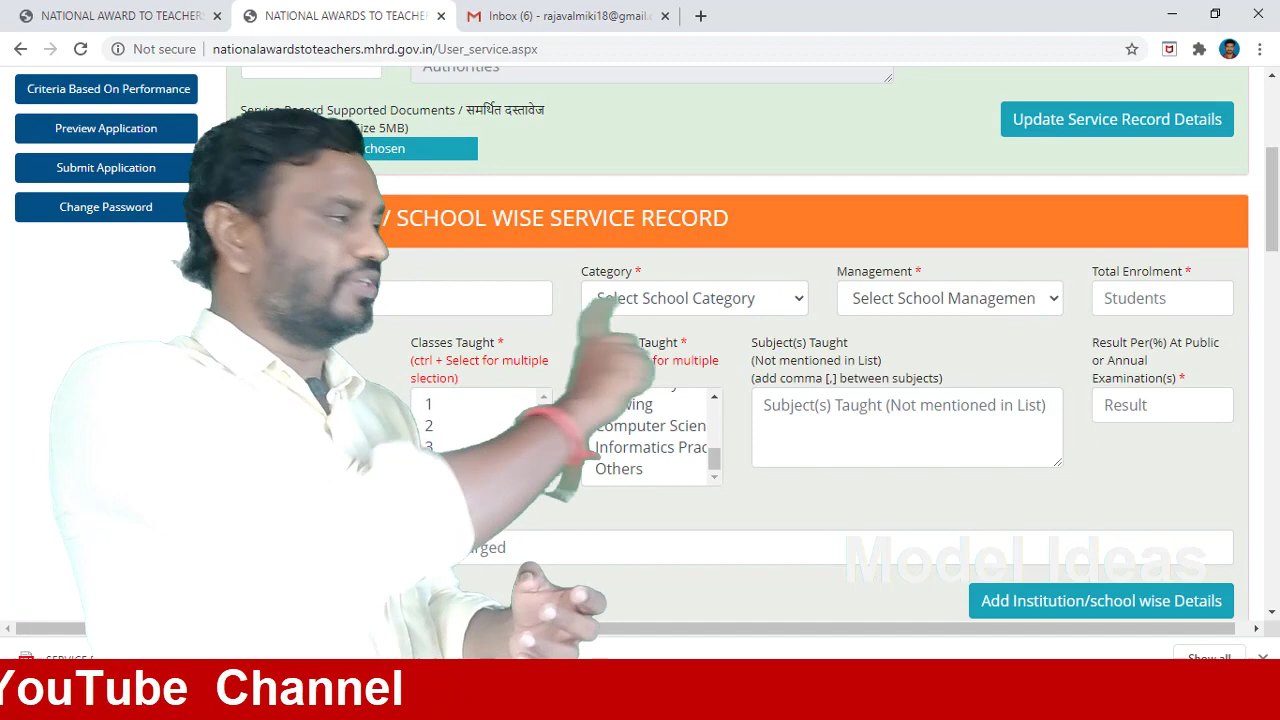 NATIONAL AWARD TO TEACHERS
NATIONAL AWARDS TO TEACHE
Inbox (6) - rajavalmiki18@gmail.c
Not secure
nationalawardstoteachers.mhrd.gov.in/User_service.aspx
Criteria Based On Performance
Preview Application
Submit Application
Change Password
Authorities
Service Record Supported Documents / समर्थित दस्तावेज
Size 5MB)
chosen
Update Service Record Details
/ SCHOOL WISE SERVICE RECORD
Category *
Management *
Total Enrolment *
Select School Category
Select School Managemen
Students
Classes Taught *
(ctrl + Select for multiple
slection)
1
2
3
Taught *
for multiple
Computer Scien
Informatics Prac
Others
Subject(s) Taught
(Not mentioned in List)
(add comma [,] between subjects)
Subject(s) Taught (Not mentioned in List)
Result Per(%) At Public
or Annual
Examination(s) *
Result
Model Ideas
Add Institution/school wise Details
Show all
YouTube Channel